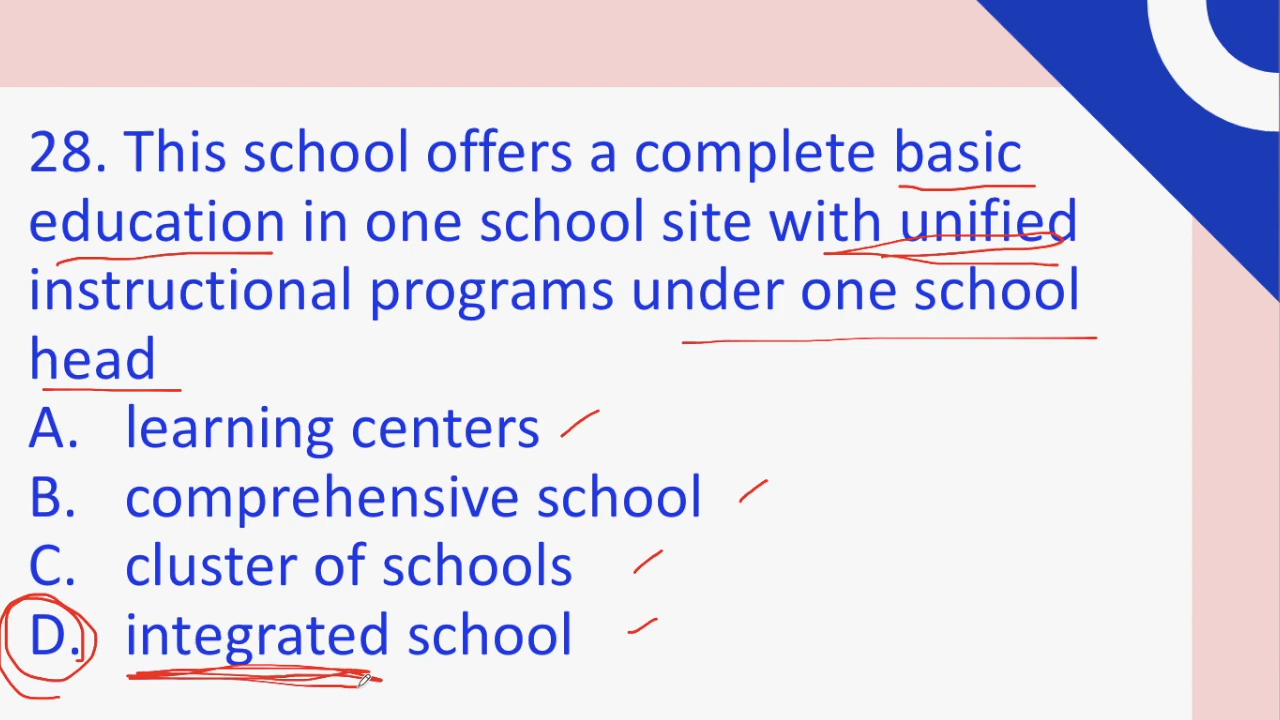 28. This school offers a complete basic
education in one school site with unified
instructional programs under one school
head
A. learning centers
B. comprehensive school
C. cluster of schools
D. integrated school